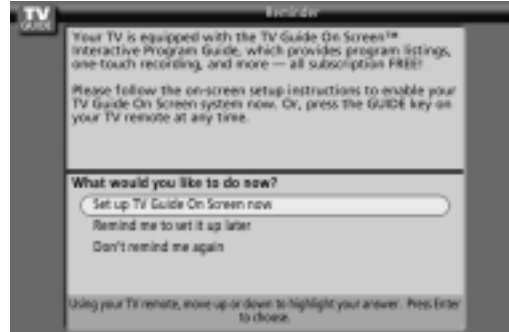 TV
GUIDE
Reminder
Your TV is equipped with the TV Guide On Screen™
Interactive Program Guide, which provides program listings,
one-touch recording, and more — all subscription FREE!
Please follow the on-screen setup instructions to enable your
TV Guide On Screen system now. Or, press the GUIDE key on
your TV remote at any time.
What would you like to do now?
Set up TV Guide On Screen now
Remind me to set it up later
Don't remind me again
Using your TV remote, move up or down to highlight your answer. Press Enter
to choose.